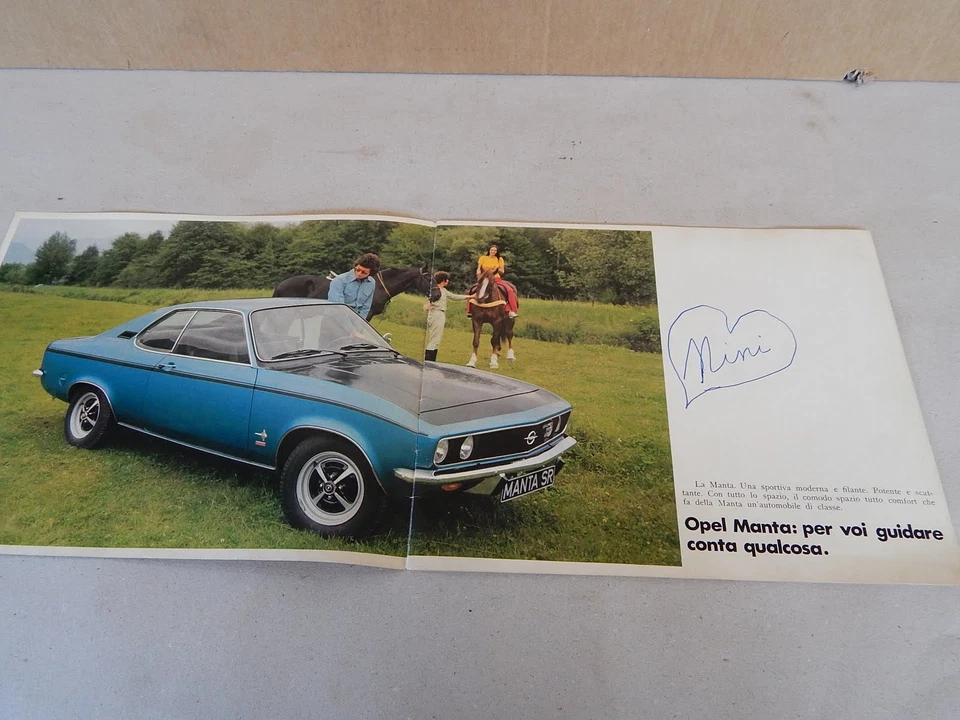 Mini
MANTA SR
La Manta. Una sportiva moderna e filante. Potente e scat-
tante. Con tutto lo spazio, il comodo spazio tutto comfort che
fa della Manta un'automobile di classe.
Opel Manta: per voi guidare
conta qualcosa.